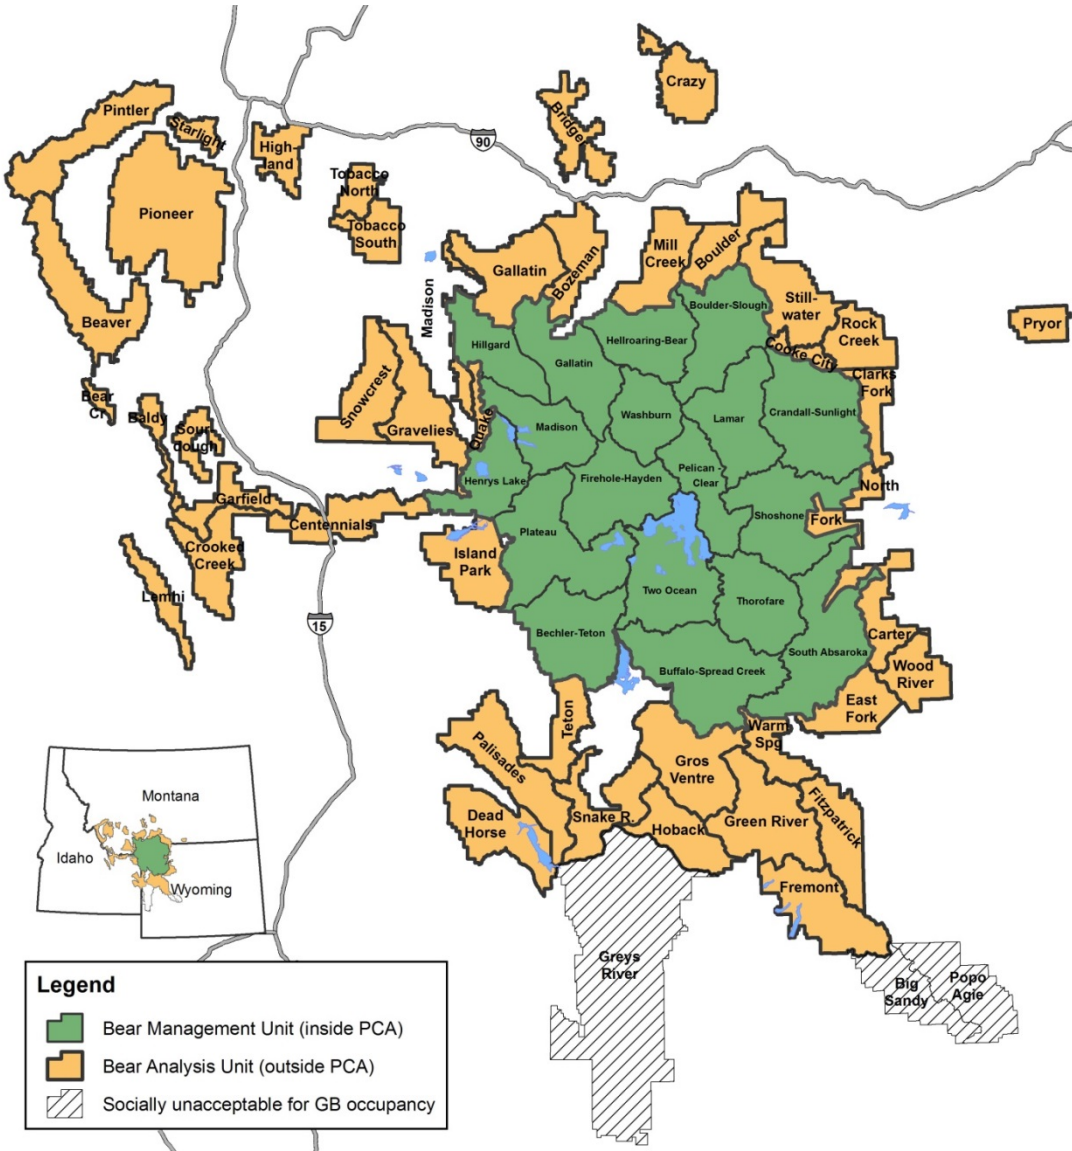 Crazy
Pintler
Starlight
Bridger
High-
land
90
Tobacco
North
Pioneer
Tobacco
South
Mill
Creek
Boulder
Gallatin
Bozeman
Madison
Boulder-Slough
Still-
water
Beaver
Rock
Creek
Pryor
Hillgard
Hellroaring-Bear
Gallatin
Cooke City
Clarks
Fork
Bear
Cr
Snowcrest
Baldy
Washburn
Lamar
Crandall-Sunlight
Sour-
dough
Gravelies
Quake
Madison
Pelican -
Clear
Henrys Lake
Firehole-Hayden
North
Garfield
Fork
Shoshone
Centennials
Plateau
Crooked
Creek
Island
Park
Lemhi
Two Ocean
Thorofare
15
Bechler-Teton
Carter
South Absaroka
Buffalo-Spread Creek
Wood
River
East
Fork
Teton
Warm
Spg
Palisades
Gros
Ventre
Fitzpatrick
Dead
Horse
Snake R.
Hoback
Green River
Montana
Idaho
Wyoming
Fremont
Greys
River
Big
Sandy
Popo
Agie
Legend
Bear Management Unit (inside PCA)
Bear Analysis Unit (outside PCA)
Socially unacceptable for GB occupancy